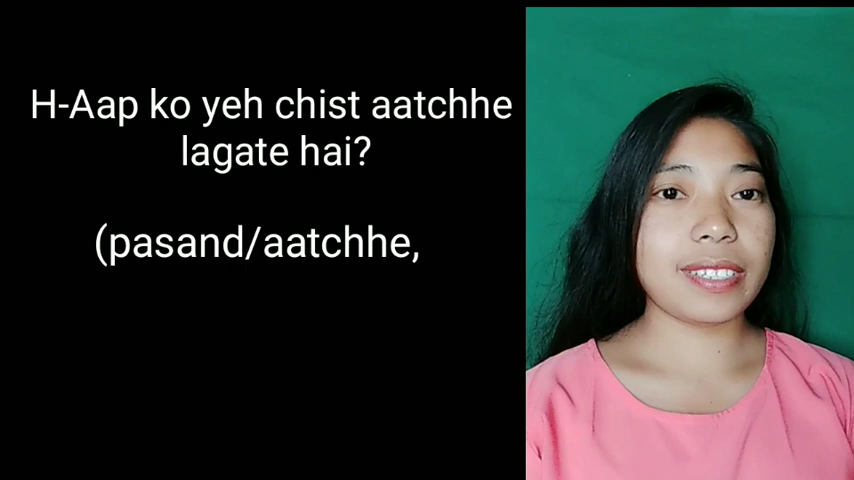 H-Aap ko yeh chist aatchhe
lagate hai?
(pasand/aatchhe,